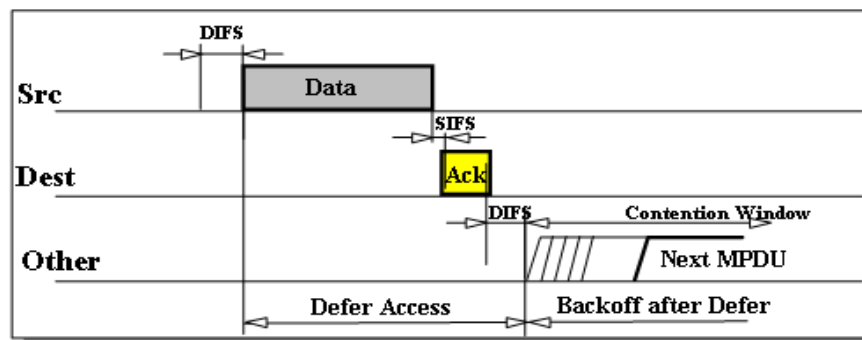 DIFS
Src
Data
SIFS
Dest
Ack
DIFS
Contention Window
Other
Next MPDU
Defer Access
Backoff after Defer